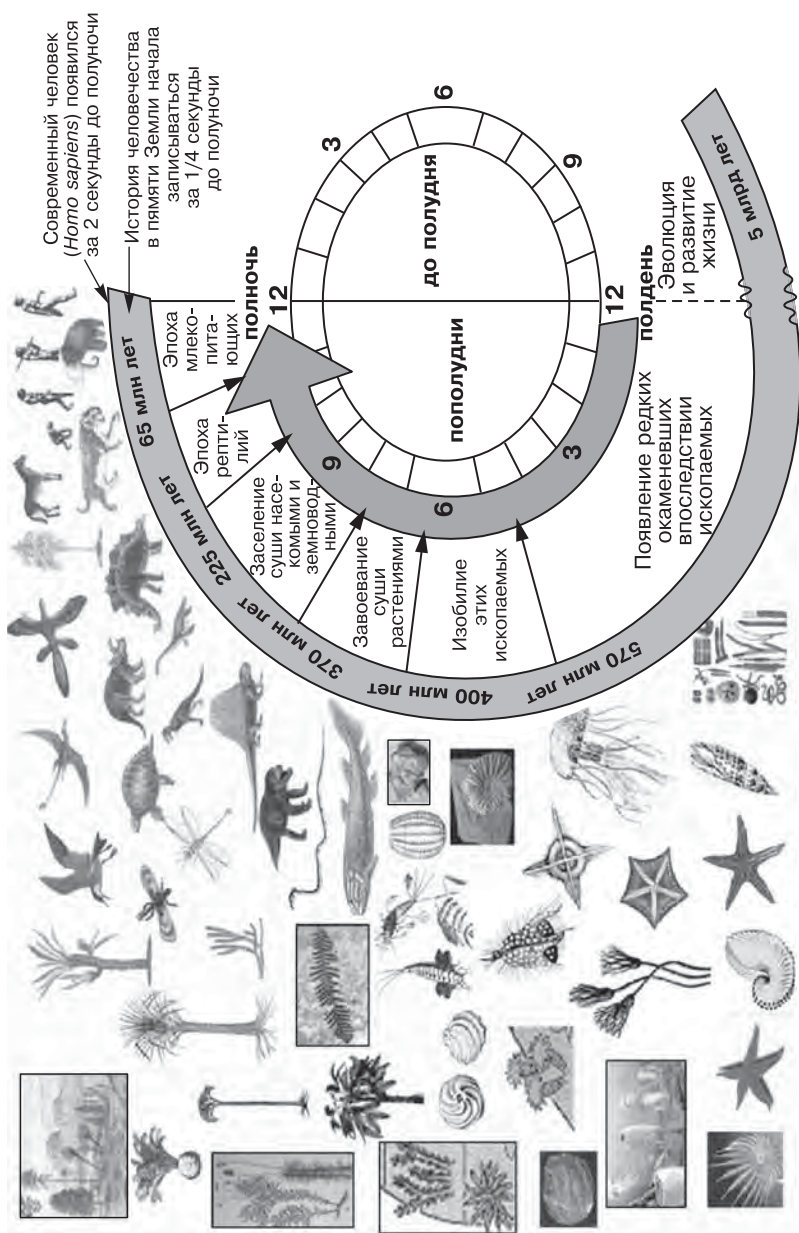 Современный человек
(Homo sapiens) появился
за 2 секунды до полуночи
История человечества
в памяти Земли начала
записываться
за 1/4 секунды
до полуночи
65 млн лет
225 млн лет
370 млн лет
400 млн лет
570 млн лет
5 млрд лет
Эпоха
млеко-
пита-
ющих
Эпоха
репти-
лий
Заселение
суши насе-
комыми и
земновод-
ными
Завоевание
суши
растениями
Изобилие
этих
ископаемых
Появление редких
окаменевших
впоследствии
ископаемых
Эволюция
и развитие
жизни
полночь
12
3
6
9
12
полдень
3
6
9
до полудня
пополудни